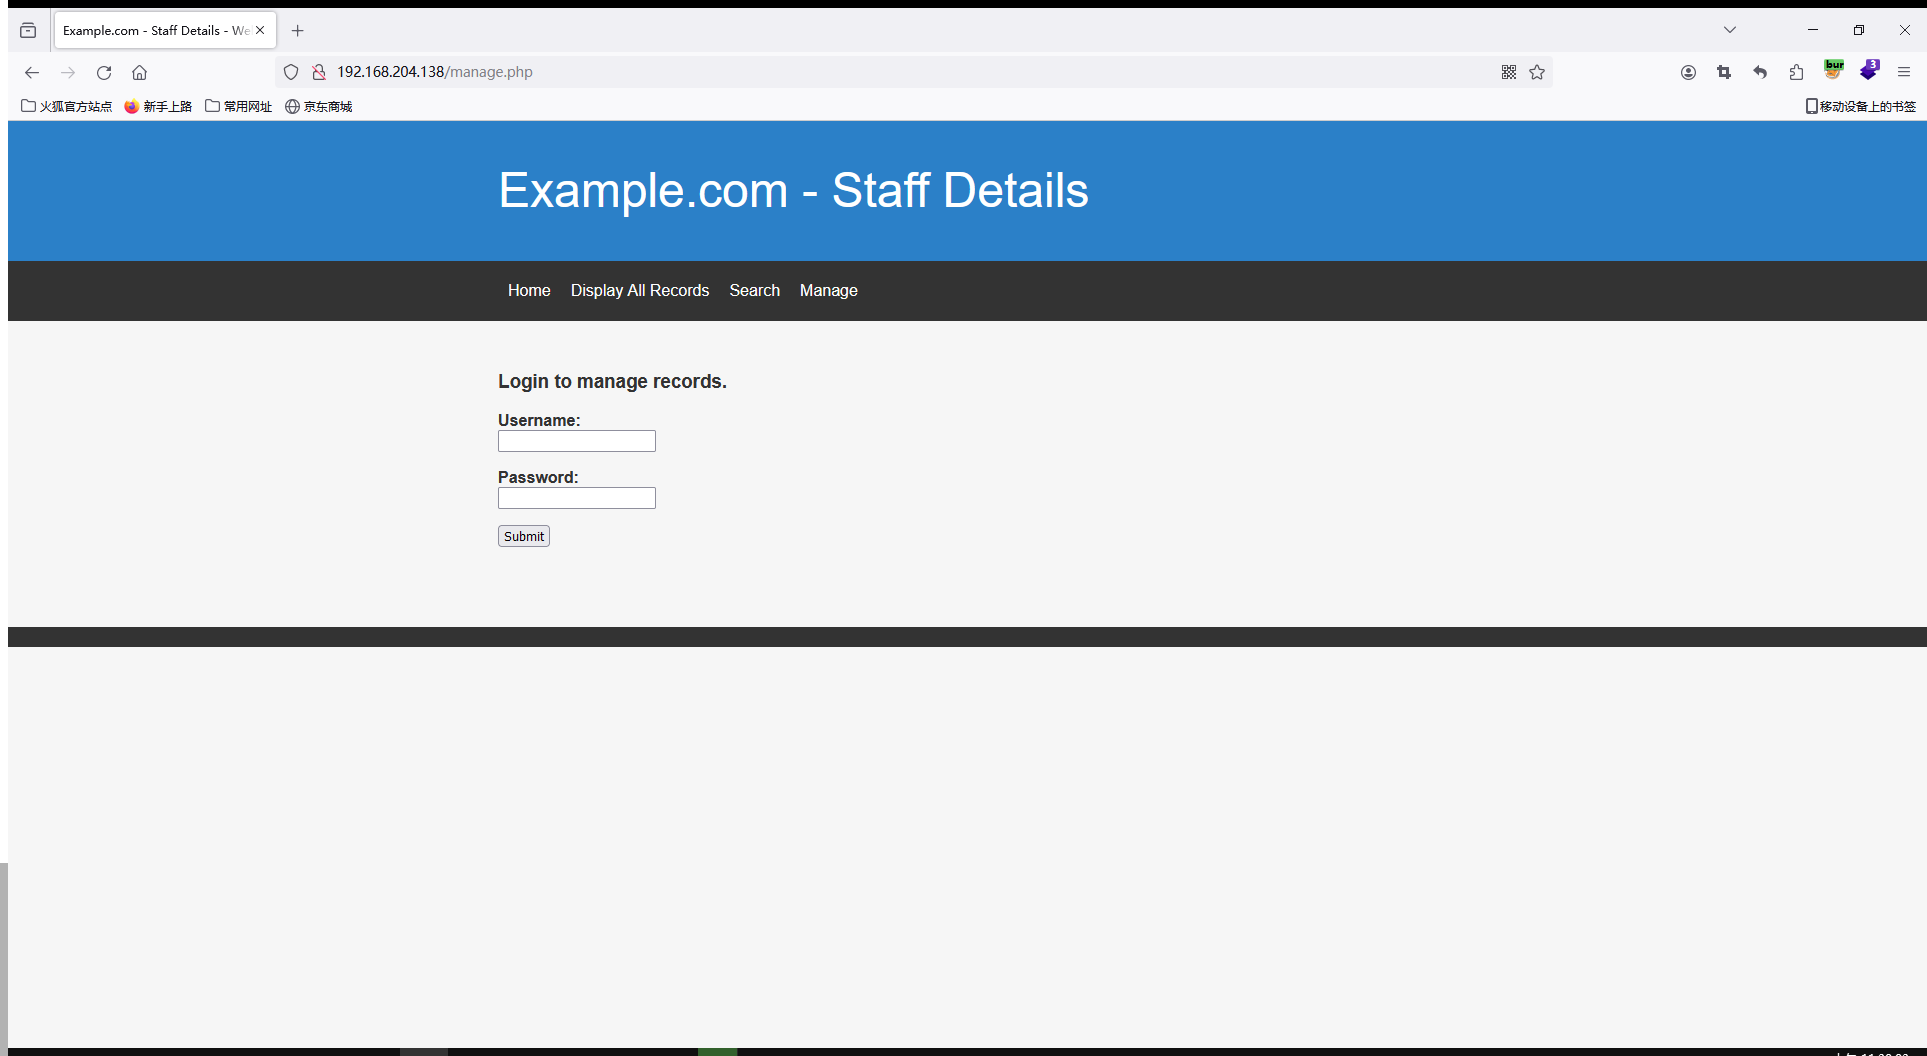 Example.com - Staff Details - We
192.168.204.138/manage.php
bur
3
火狐官方站点 新手上路 常用网址 京东商城 移动设备上的书签
Example.com - Staff Details
Home Display All Records Search Manage
Login to manage records.
Username:
Password:
Submit